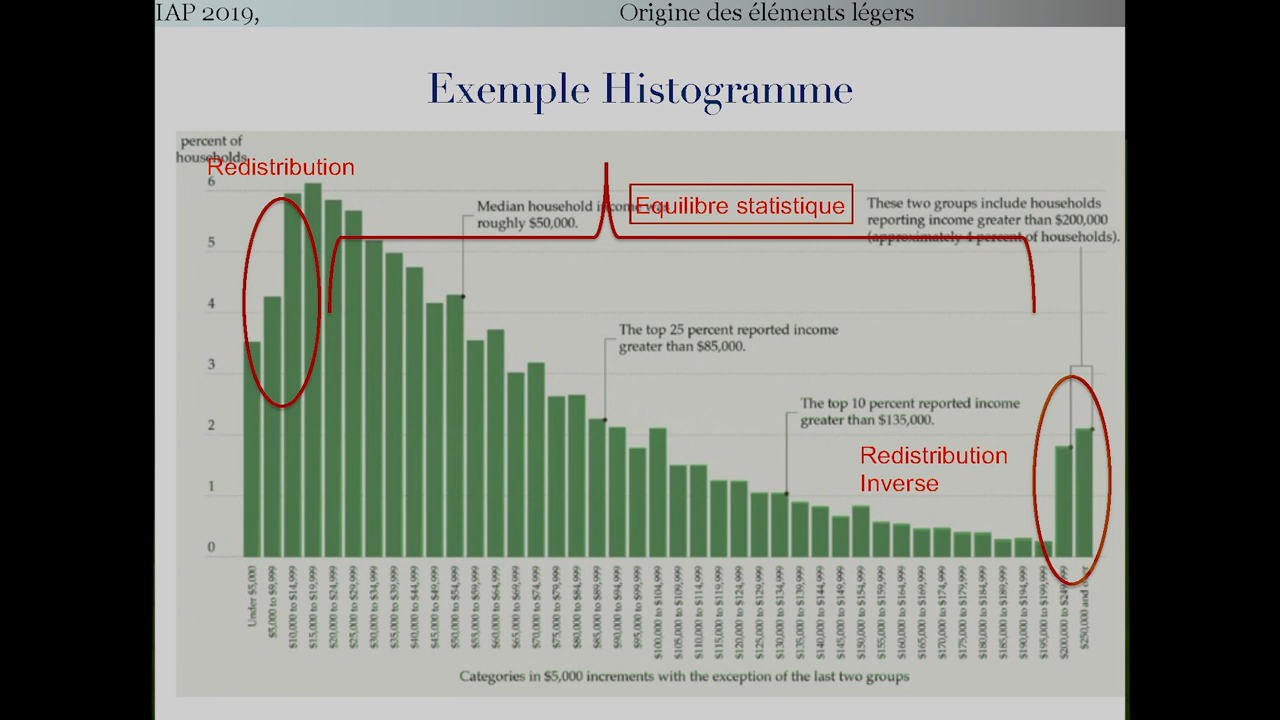 IAP 2019,
Origine des éléments légers
Exemple Histogramme
percent of
households
Redistribution
6
5
4
3
2
1
0
Median household income was
roughly $50,000.
Equilibre statistique
These two groups include households
reporting income greater than $200,000
(approximately 4 percent of households).
The top 25 percent reported income
greater than $85,000.
The top 10 percent reported income
greater than $135,000.
Redistribution
Inverse
Under $5,000
$5,000 to $9,999
$10,000 to $14,999
$15,000 to $19,999
$20,000 to $24,999
$25,000 to $29,999
$30,000 to $34,999
$35,000 to $39,999
$40,000 to $44,999
$45,000 to $49,999
$50,000 to $54,999
$55,000 to $59,999
$60,000 to $64,999
$65,000 to $69,999
$70,000 to $74,999
$75,000 to $79,999
$80,000 to $84,999
$85,000 to $89,999
$90,000 to $94,999
$95,000 to $99,999
$100,000 to $104,999
$105,000 to $109,999
$110,000 to $114,999
$115,000 to $119,999
$120,000 to $124,999
$125,000 to $129,999
$130,000 to $134,999
$135,000 to $139,999
$140,000 to $144,999
$145,000 to $149,999
$150,000 to $154,999
$155,000 to $159,999
$160,000 to $164,999
$165,000 to $169,999
$170,000 to $174,999
$175,000 to $179,999
$180,000 to $184,999
$185,000 to $189,999
$190,000 to $194,999
$195,000 to $199,999
$200,000 to $249,999
$250,000 and over
Categories in $5,000 increments with the exception of the last two groups